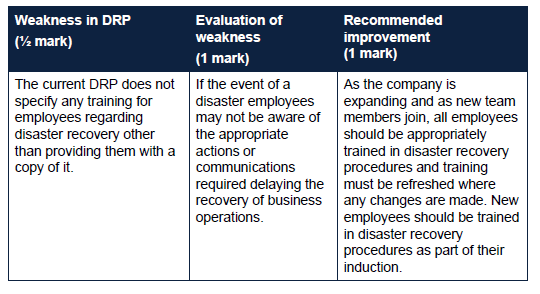 Weakness in DRP
(½ mark)
Evaluation of
weakness
(1 mark)
Recommended
improvement
(1 mark)
The current DRP does not
specify any training for
employees regarding
disaster recovery other
than providing them with a
copy of it.
If the event of a
disaster employees
may not be aware of
the appropriate
actions or
communications
required delaying the
recovery of business
operations.
As the company is
expanding and as new team
members join, all employees
should be appropriately
trained in disaster recovery
procedures and training
must be refreshed where
any changes are made. New
employees should be trained
in disaster recovery
procedures as part of their
induction.